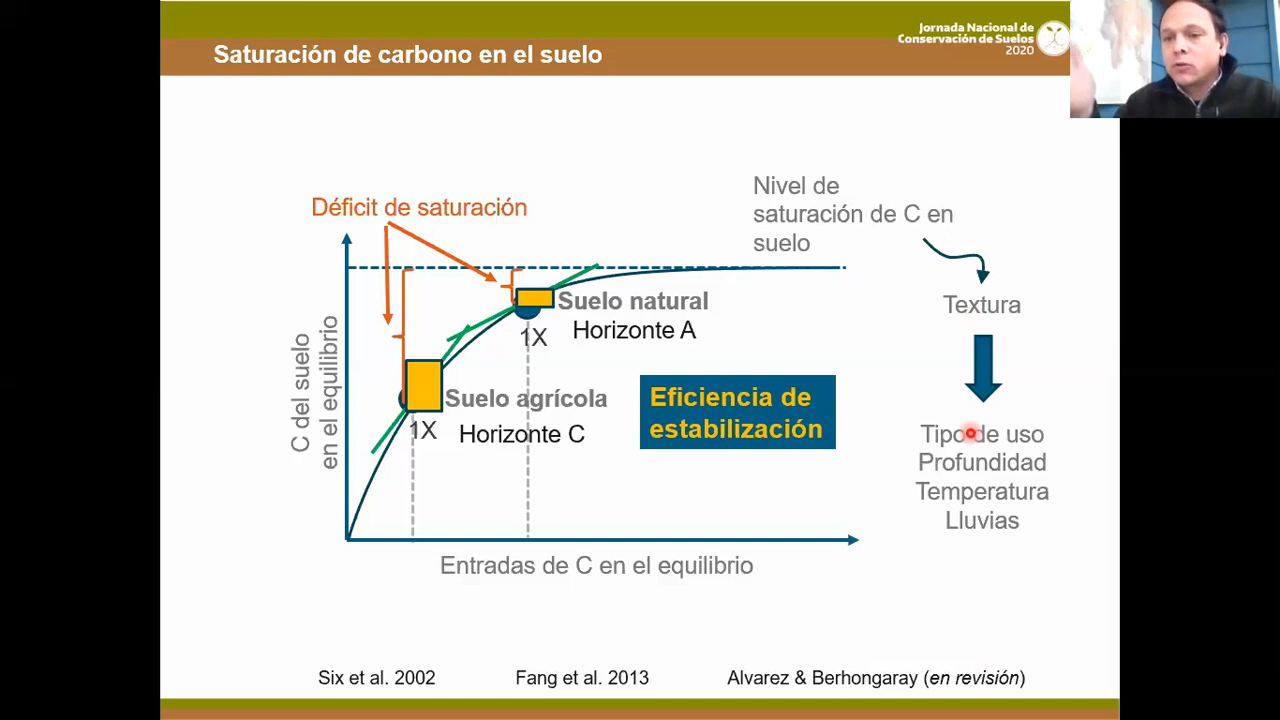 Jornada Nacional de
Conservación de Suelos
2020
Saturación de carbono en el suelo
Nivel de
saturación de C en
suelo
Déficit de saturación
Suelo natural
Horizonte A
1X
Textura
C del suelo
en el equilibrio
Suelo agrícola
Horizonte C
1X
Eficiencia de
estabilización
Tipo de uso
Profundidad
Temperatura
Lluvias
Entradas de C en el equilibrio
Six et al. 2002
Fang et al. 2013
Alvarez & Berhongaray (en revisión)